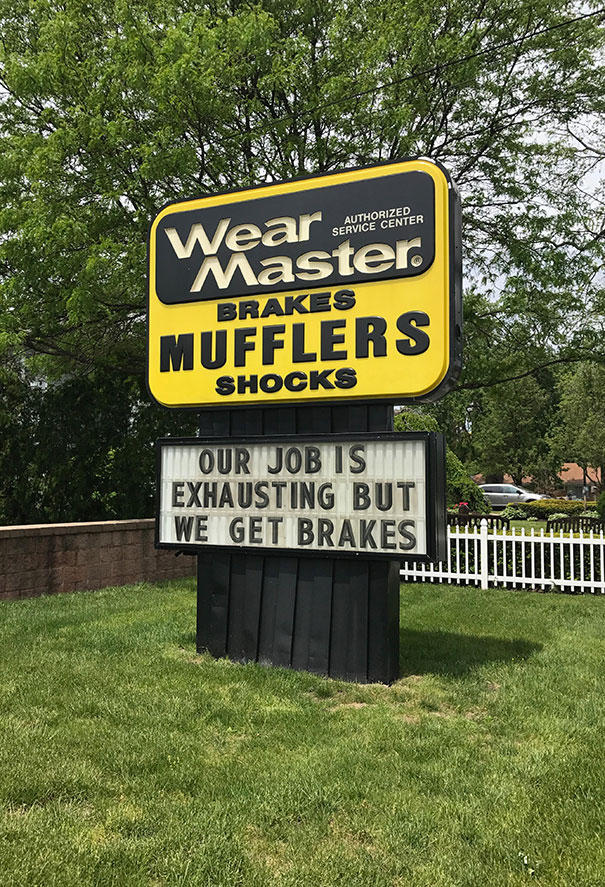 Wear
AUTHORIZED
SERVICE CENTER
Master®
BRAKES
MUFFLERS
SHOCKS
OUR JOB IS
EXHAUSTING BUT
WE GET BRAKES